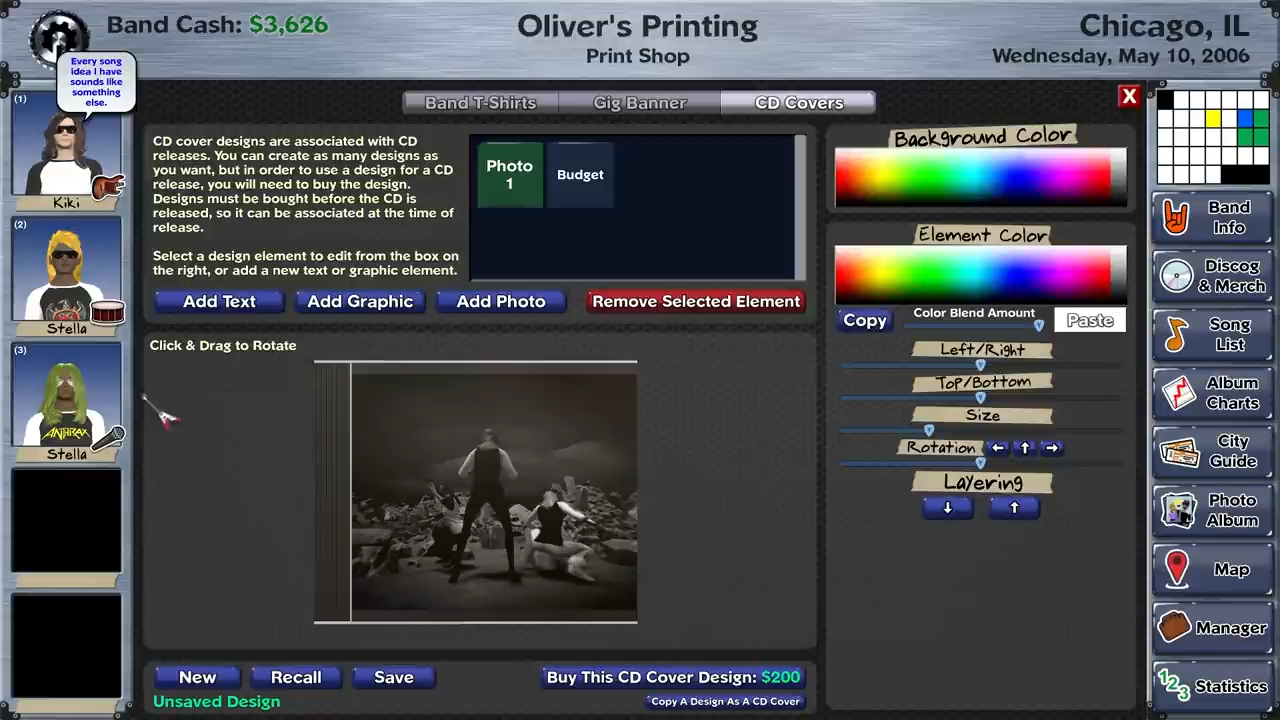 Band Cash: $3,626
Oliver's Printing
Print Shop
Chicago, IL
Wednesday, May 10, 2006
Every song
idea I have
sounds like
something
else.
(1)
Kiki
(2)
Stella
(3)
ANTHRAX
Stella
Band T-Shirts
Gig Banner
CD Covers
X
CD cover designs are associated with CD
releases. You can create as many designs as
you want, but in order to use a design for a CD
release, you will need to buy the design.
Designs must be bought before the CD is
released, so it can be associated at the time of
release.
Select a design element to edit from the box on
the right, or add a new text or graphic element.
Photo
1
Budget
Add Text
Add Graphic
Add Photo
Remove Selected Element
Click & Drag to Rotate
New
Recall
Save
Buy This CD Cover Design: $200
Unsaved Design
Copy A Design As A CD Cover
Background Color
Element Color
Copy
Color Blend Amount
Paste
Left/Right
Top/Bottom
Size
Rotation
Layering
Band
Info
Discog
& Merch
Song
List
Album
Charts
City
Guide
Photo
Album
Map
Manager
123
Statistics